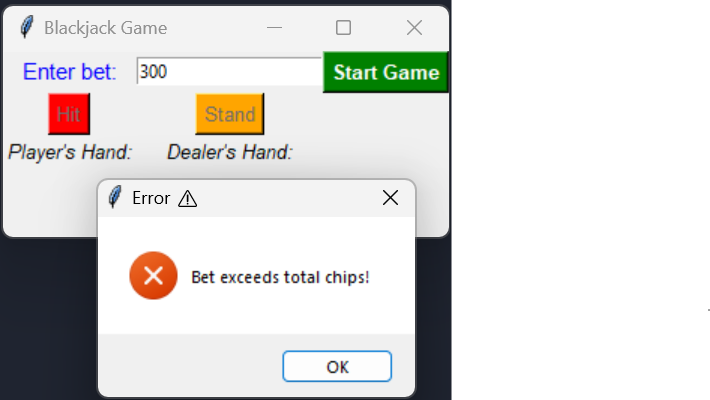 Blackjack Game
Enter bet: 300 Start Game
Hit Stand
Player's Hand: Dealer's Hand:
Error ⚠
Bet exceeds total chips!
OK